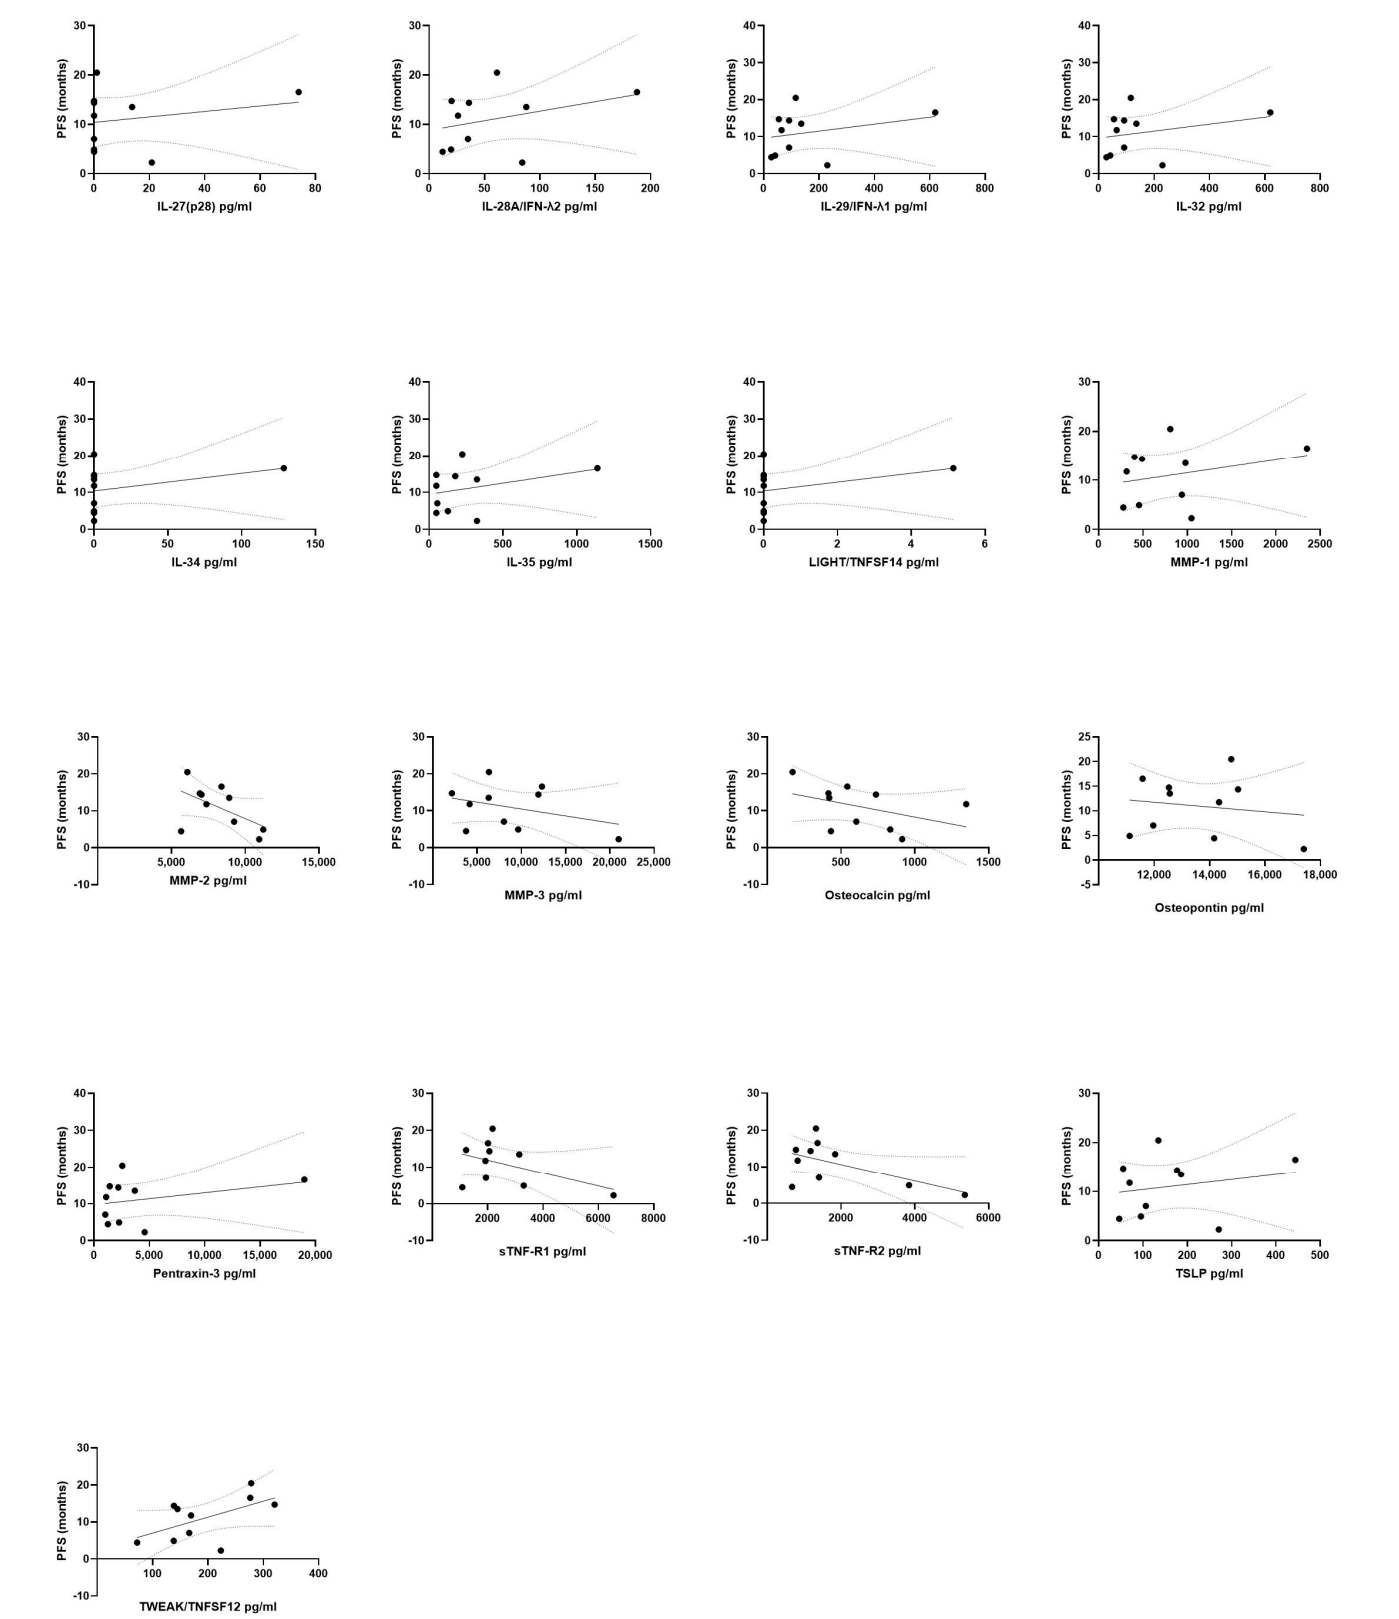 30
20
10
0
PFS (months)
0 20 40 60 80
IL-27(p28) pg/ml
30
20
10
0
PFS (months)
0 50 100 150 200
IL-28A/IFN-λ2 pg/ml
40
30
20
10
0
PFS (months)
0 200 400 600 800
IL-29/IFN-λ1 pg/ml
40
30
20
10
0
PFS (months)
0 200 400 600 800
IL-32 pg/ml
40
30
20
10
0
PFS (months)
0 50 100 150
IL-34 pg/ml
40
30
20
10
0
PFS (months)
0 500 1000 1500
IL-35 pg/ml
40
30
20
10
0
PFS (months)
0 2 4 6
LIGHT/TNFSF14 pg/ml
30
20
10
0
PFS (months)
0 500 1000 1500 2000 2500
MMP-1 pg/ml
30
20
10
0
-10
PFS (months)
5,000 10,000 15,000
MMP-2 pg/ml
30
20
10
0
-10
PFS (months)
5,000 10,000 15,000 20,000 25,000
MMP-3 pg/ml
30
20
10
0
-10
PFS (months)
500 1000 1500
Osteocalcin pg/ml
25
20
15
10
5
0
-5
PFS (months)
12,000 14,000 16,000 18,000
Osteopontin pg/ml
40
30
20
10
0
PFS (months)
0 5,000 10,000 15,000 20,000
Pentraxin-3 pg/ml
30
20
10
0
-10
PFS (months)
2000 4000 6000 8000
sTNF-R1 pg/ml
30
20
10
0
-10
PFS (months)
2000 4000 6000
sTNF-R2 pg/ml
30
20
10
0
PFS (months)
0 100 200 300 400 500
TSLP pg/ml
30
20
10
0
-10
PFS (months)
100 200 300 400
TWEAK/TNFSF12 pg/ml